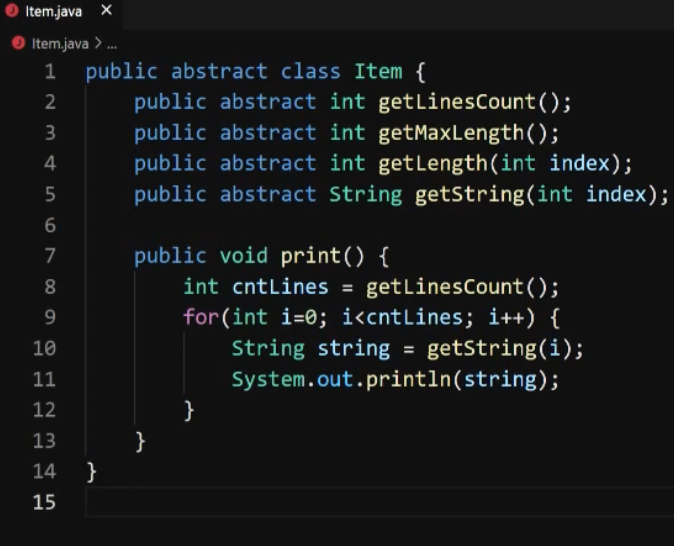 Item.java ×
Item.java > ...
1 public abstract class Item {
2     public abstract int getLinesCount();
3     public abstract int getMaxLength();
4     public abstract int getLength(int index);
5     public abstract String getString(int index);
6
7     public void print() {
8         int cntLines = getLinesCount();
9         for(int i=0; i<cntLines; i++) {
10             String string = getString(i);
11             System.out.println(string);
12         }
13     }
14 }
15